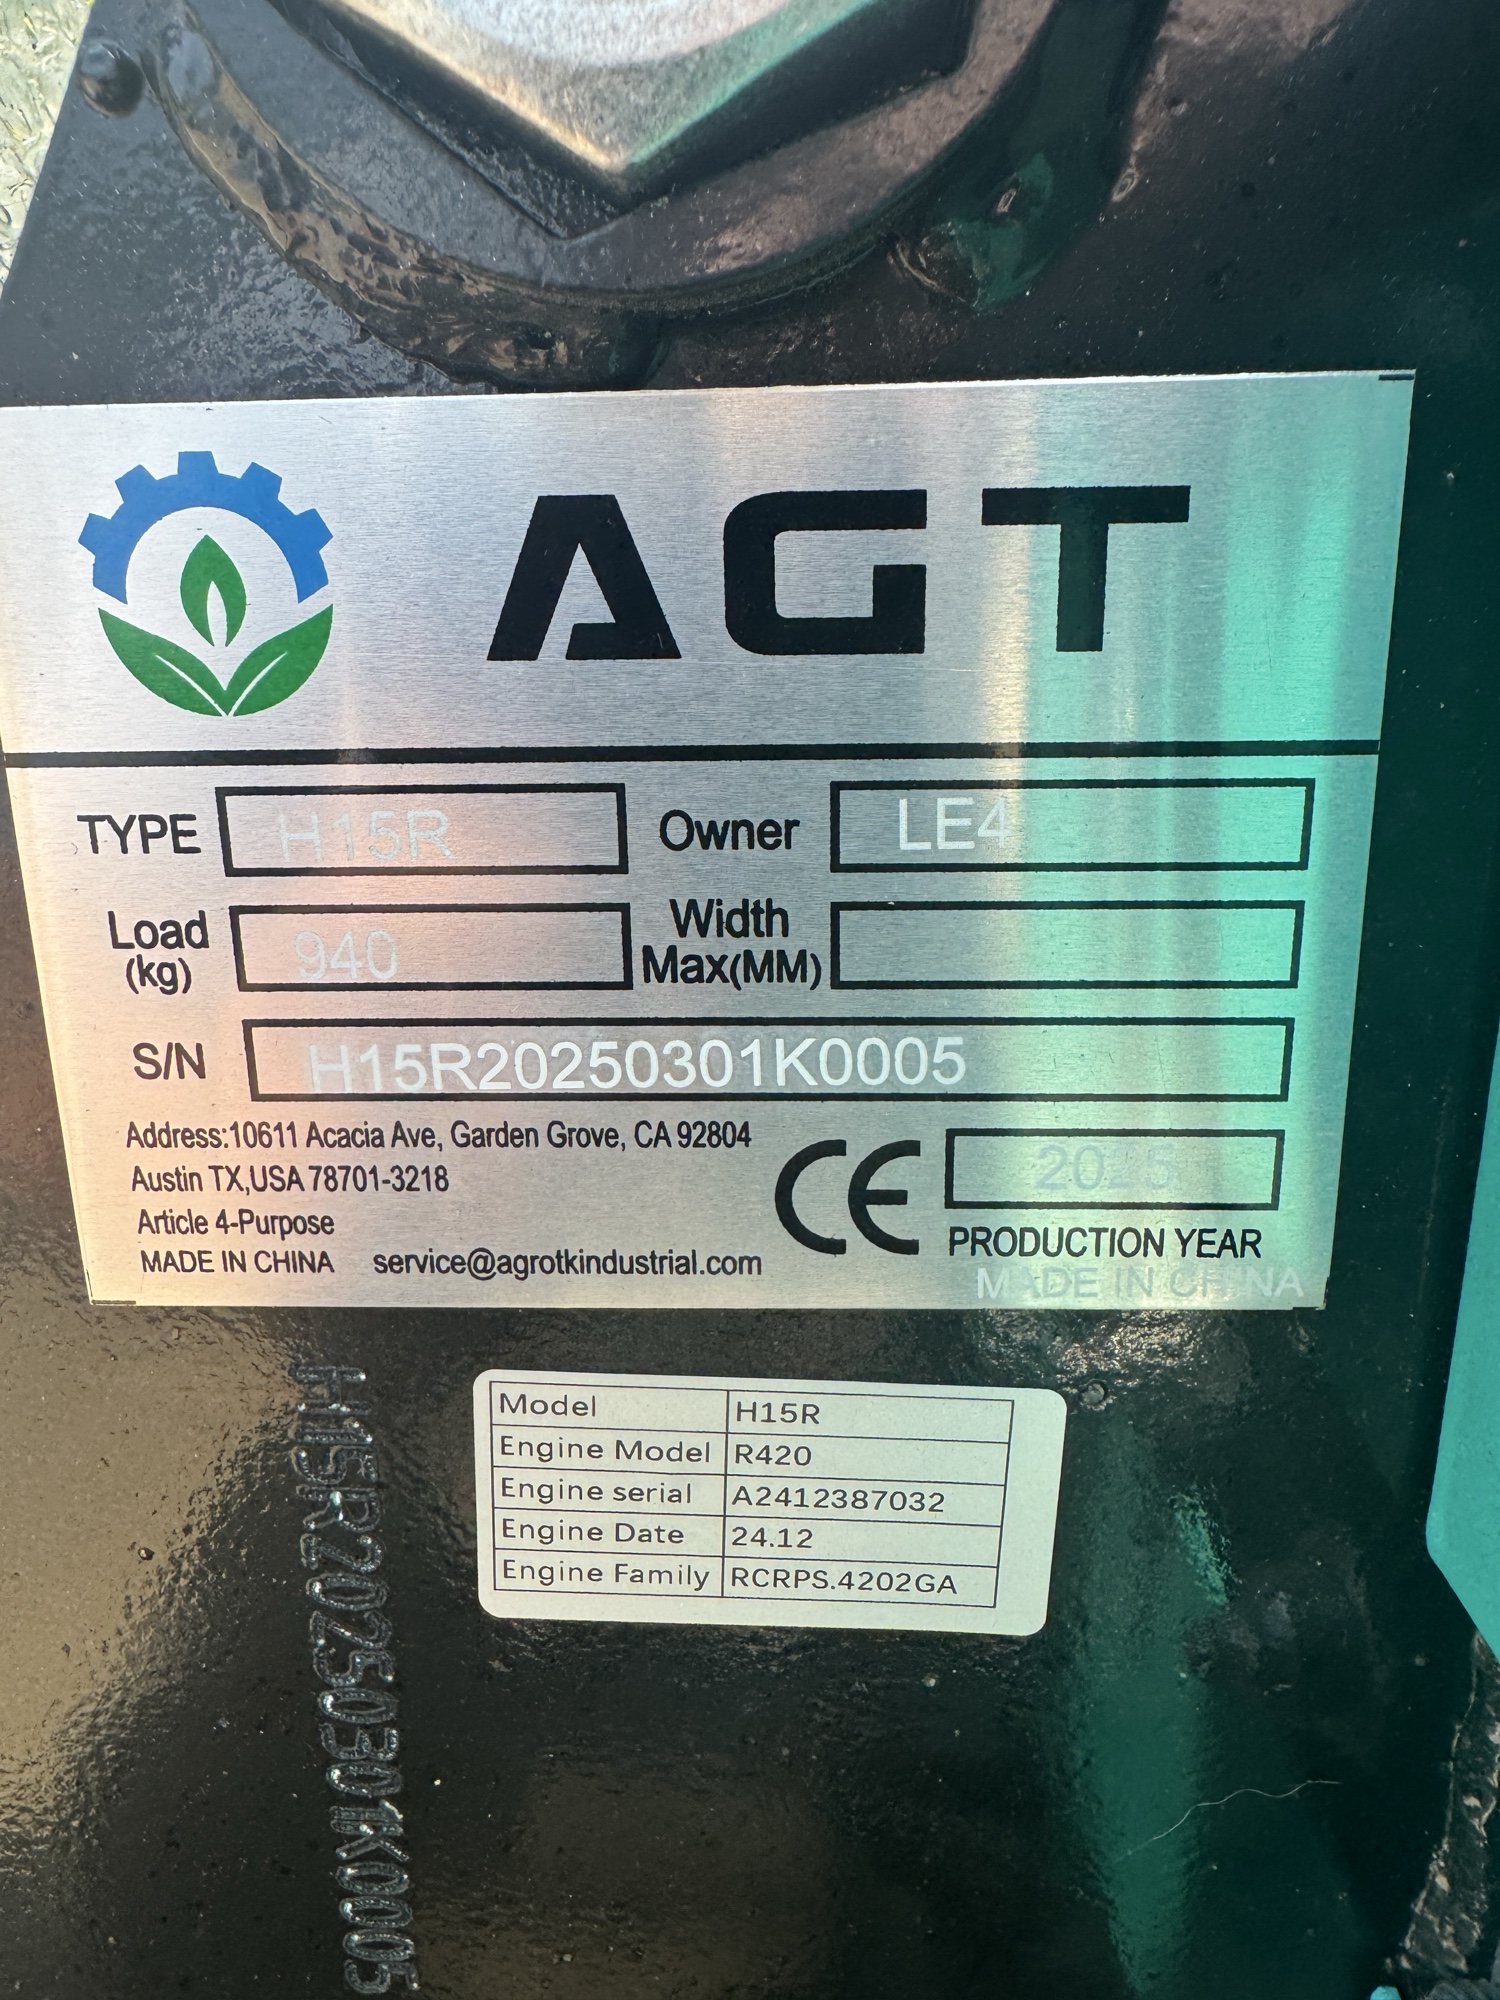 AGT
TYPE H15R Owner LE4
Load (kg) 940 Width Max(MM)
S/N H15R20250301K0005
Address:10611 Acacia Ave, Garden Grove, CA 92804
Austin TX,USA 78701-3218
Article 4-Purpose
MADE IN CHINA service@agrotkindustrial.com
CE 2025
PRODUCTION YEAR
MADE IN CHINA
Model H15R
Engine Model R420
Engine serial A2412387032
Engine Date 24.12
Engine Family RCRPS.4202GA
H15R20250301K0005